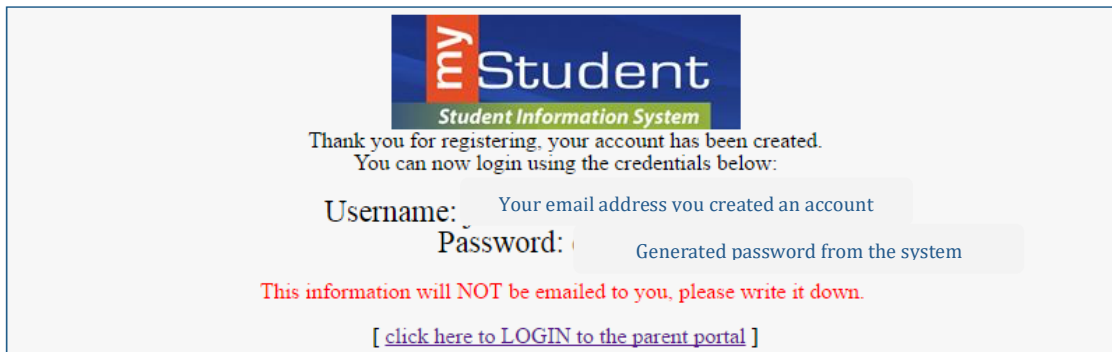 my
Student
Student Information System
Thank you for registering, your account has been created.
You can now login using the credentials below:
Username: Your email address you created an account
Password: Generated password from the system
This information will NOT be emailed to you, please write it down.
[ click here to LOGIN to the parent portal ]